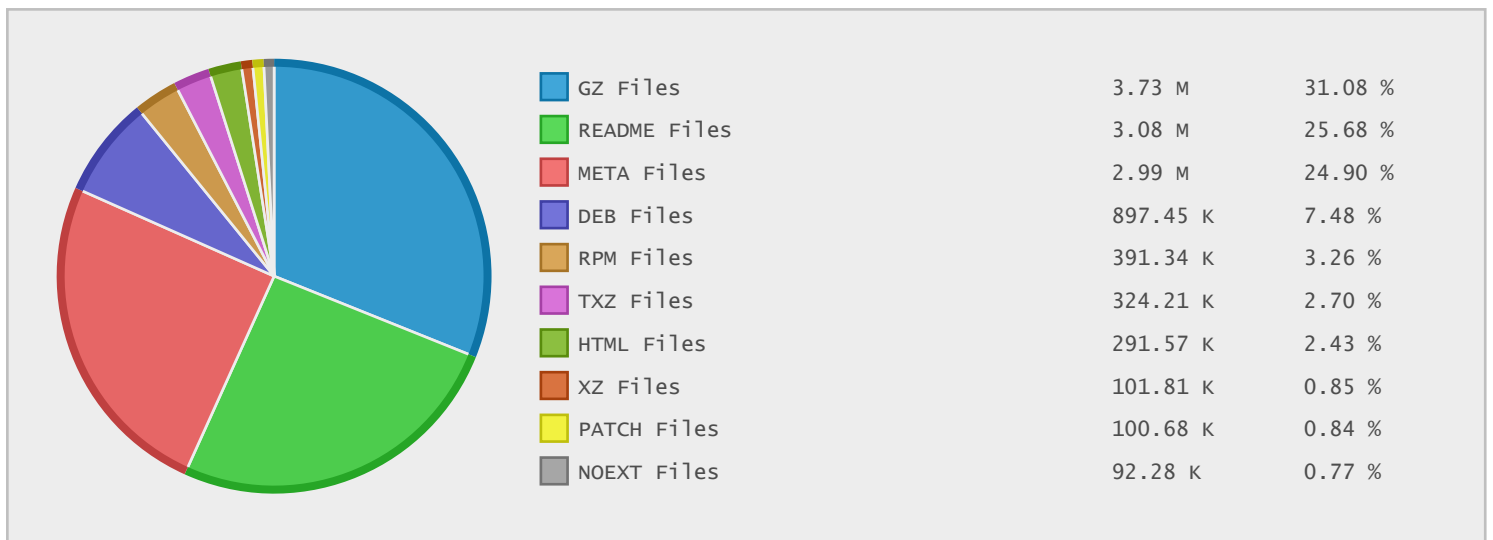 GZ Files 3.73 M 31.08 %
README Files 3.08 M 25.68 %
META Files 2.99 M 24.90 %
DEB Files 897.45 K 7.48 %
RPM Files 391.34 K 3.26 %
TXZ Files 324.21 K 2.70 %
HTML Files 291.57 K 2.43 %
XZ Files 101.81 K 0.85 %
PATCH Files 100.68 K 0.84 %
NOEXT Files 92.28 K 0.77 %